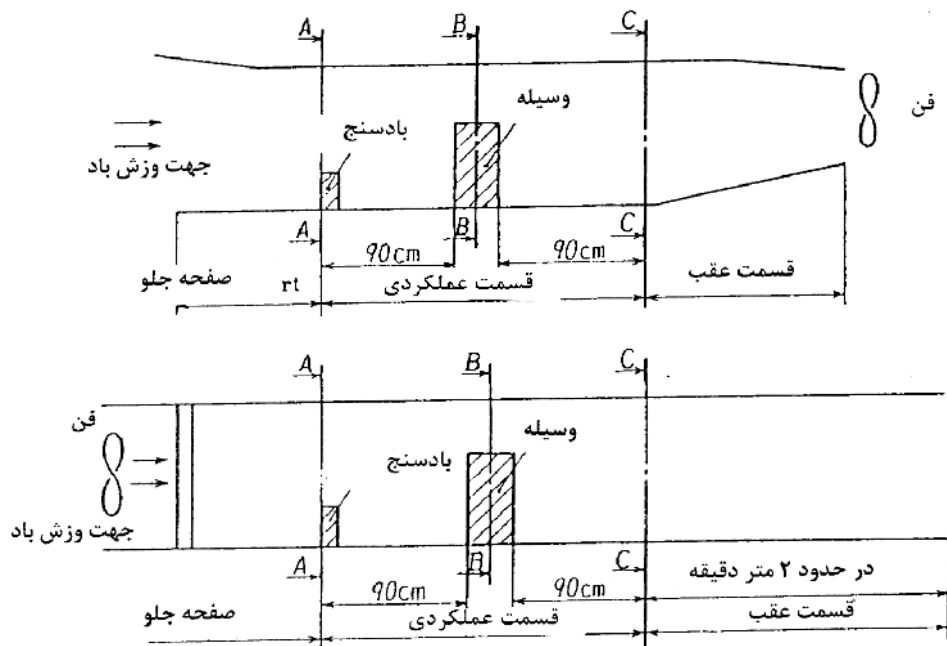 A B C
وسیله
فن
بادسنج
جهت وزش باد
A B C
90cm 90cm
صفحه جلو
rt
قسمت عملکردی
قسمت عقب
A B C
فن
وسیله
بادسنج
جهت وزش باد
A B C
90cm 90cm
در حدود ۲ متر دقیقه
صفحه جلو
قسمت عملکردی
قسمت عقب